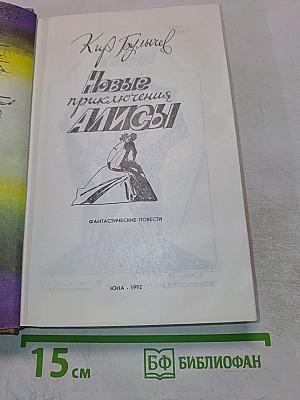 Кир Булычев
Новые
приключения
АЛИСЫ
ФАНТАСТИЧЕСКИЕ ПОВЕСТИ
ЮНА · 1992
15 см
БФ БИБЛИОФАН